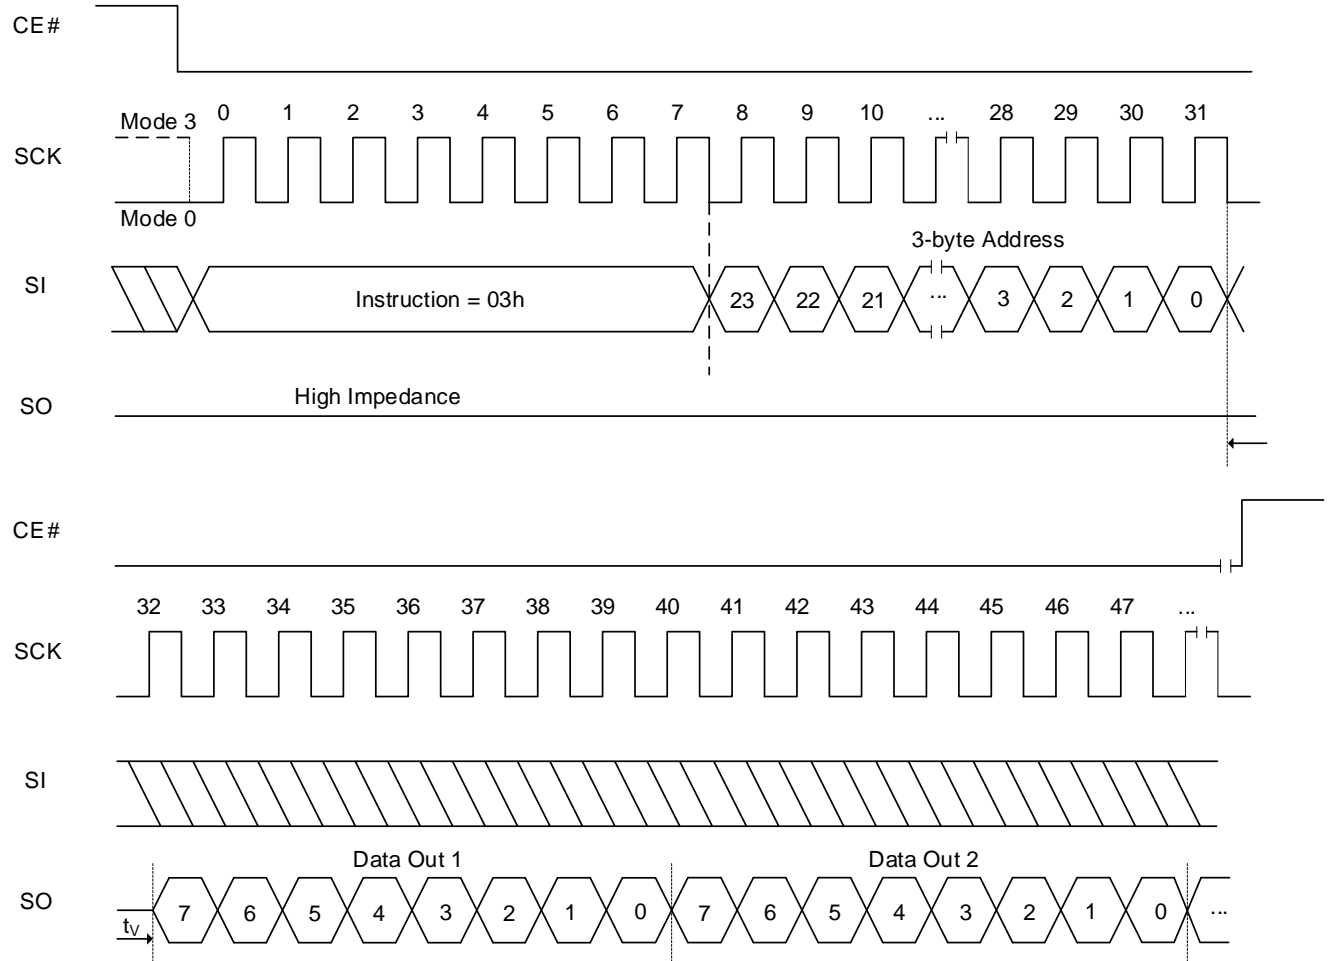 CE#
0 1 2 3 4 5 6 7 8 9 10 ... 28 29 30 31
Mode 3
SCK
Mode 0
3-byte Address
SI
Instruction = 03h 23 22 21 ... 3 2 1 0
High Impedance
SO
CE#
32 33 34 35 36 37 38 39 40 41 42 43 44 45 46 47 ...
SCK
SI
Data Out 1 Data Out 2
SO
7 6 5 4 3 2 1 0 7 6 5 4 3 2 1 0 ...
tV